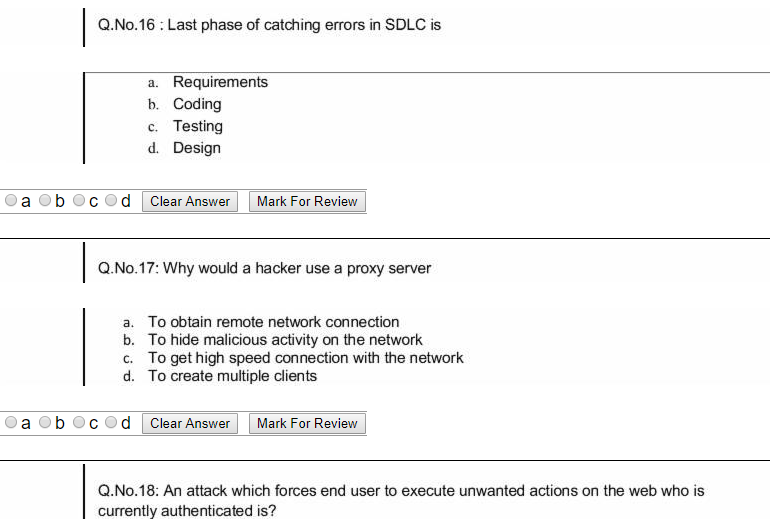 Q.No.16 : Last phase of catching errors in SDLC is
a. Requirements
b. Coding
c. Testing
d. Design
a b c d Clear Answer Mark For Review
Q.No.17: Why would a hacker use a proxy server
a. To obtain remote network connection
b. To hide malicious activity on the network
c. To get high speed connection with the network
d. To create multiple clients
a b c d Clear Answer Mark For Review
Q.No.18: An attack which forces end user to execute unwanted actions on the web who is
currently authenticated is?